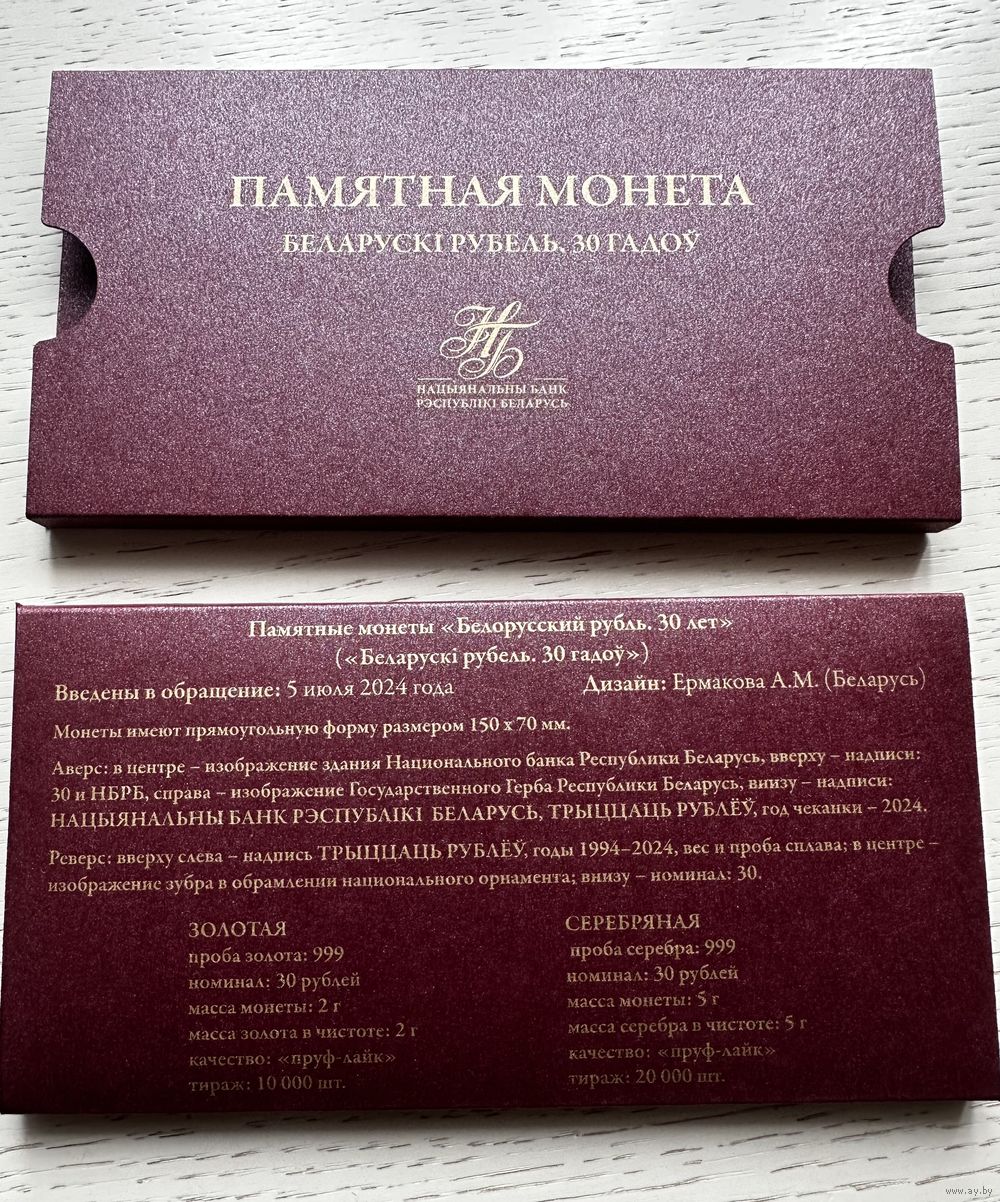 ПАМЯТНАЯ МОНЕТА
БЕЛАРУСКІ РУБЕЛЬ, 30 ГАДОЎ
НБ
НАЦЫЯНАЛЬНЫ БАНК
РЭСПУБЛІКІ БЕЛАРУСЬ
Памятные монеты «Белорусский рубль. 30 лет»
(«Беларускі рубель. 30 гадоў»)
Введены в обращение: 5 июля 2024 года Дизайн: Ермакова А.М. (Беларусь)
Монеты имеют прямоугольную форму размером 150 х 70 мм.
Аверс: в центре – изображение здания Национального банка Республики Беларусь, вверху – надписи:
30 и НБРБ, справа – изображение Государственного Герба Республики Беларусь, внизу – надписи:
НАЦЫЯНАЛЬНЫ БАНК РЭСПУБЛІКІ БЕЛАРУСЬ, ТРЫЦЦАЦЬ РУБЛЁЎ, год чеканки – 2024.
Реверс: вверху слева – надпись ТРЫЦЦАЦЬ РУБЛЁЎ, годы 1994–2024, вес и проба сплава; в центре –
изображение зубра в обрамлении национального орнамента; внизу – номинал: 30.
ЗОЛОТАЯ
проба золота: 999
номинал: 30 рублей
масса монеты: 2 г
масса золота в чистоте: 2 г
качество: «пруф-лайк»
тираж: 10 000 шт.
СЕРЕБРЯНАЯ
проба серебра: 999
номинал: 30 рублей
масса монеты: 5 г
масса серебра в чистоте: 5 г
качество: «пруф-лайк»
тираж: 20 000 шт.
www.ay.by